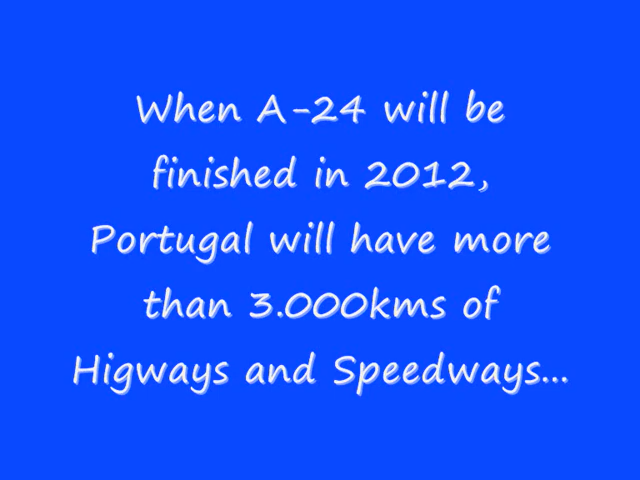 When A-24 will be
finished in 2012,
Portugal will have more
than 3.000kms of
Higways and Speedways...